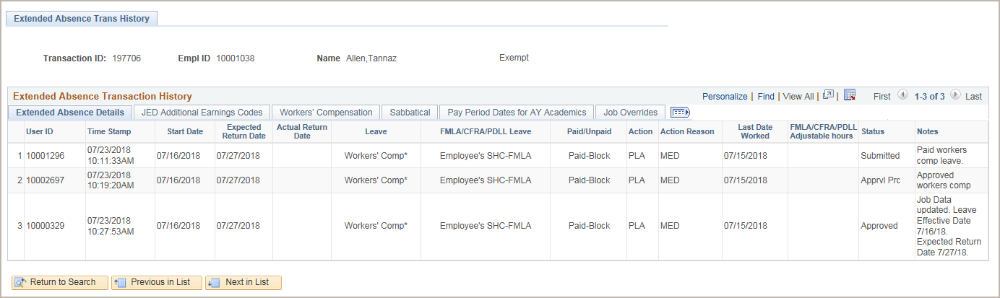 Extended Absence Trans History
Transaction ID: 197706 Empl ID 10001038 Name Allen,Tannaz Exempt
Extended Absence Transaction History Personalize | Find | View All | | First 1-3 of 3 Last
Extended Absence Details JED Additional Earnings Codes Workers' Compensation Sabbatical Pay Period Dates for AY Academics Job Overrides
User ID Time Stamp Start Date Expected Return Date Actual Return Date Leave FMLA/CFRA/PDLL Leave Paid/Unpaid Action Action Reason Last Date Worked FMLA/CFRA/PDLL Adjustable hours Status Notes
1 10001296 07/23/2018 10:11:33AM 07/16/2018 07/27/2018 Workers' Comp* Employee's SHC-FMLA Paid-Block PLA MED 07/15/2018 Submitted Paid workers comp leave.
2 10002697 07/23/2018 10:19:20AM 07/16/2018 07/27/2018 Workers' Comp* Employee's SHC-FMLA Paid-Block PLA MED 07/15/2018 Apprvl Prc Approved workers comp
3 10000329 07/23/2018 10:27:53AM 07/16/2018 07/27/2018 Workers' Comp* Employee's SHC-FMLA Paid-Block PLA MED 07/15/2018 Approved Job Data updated. Leave Effective Date 7/16/18. Expected Return Date 7/27/18.
Return to Search Previous in List Next in List